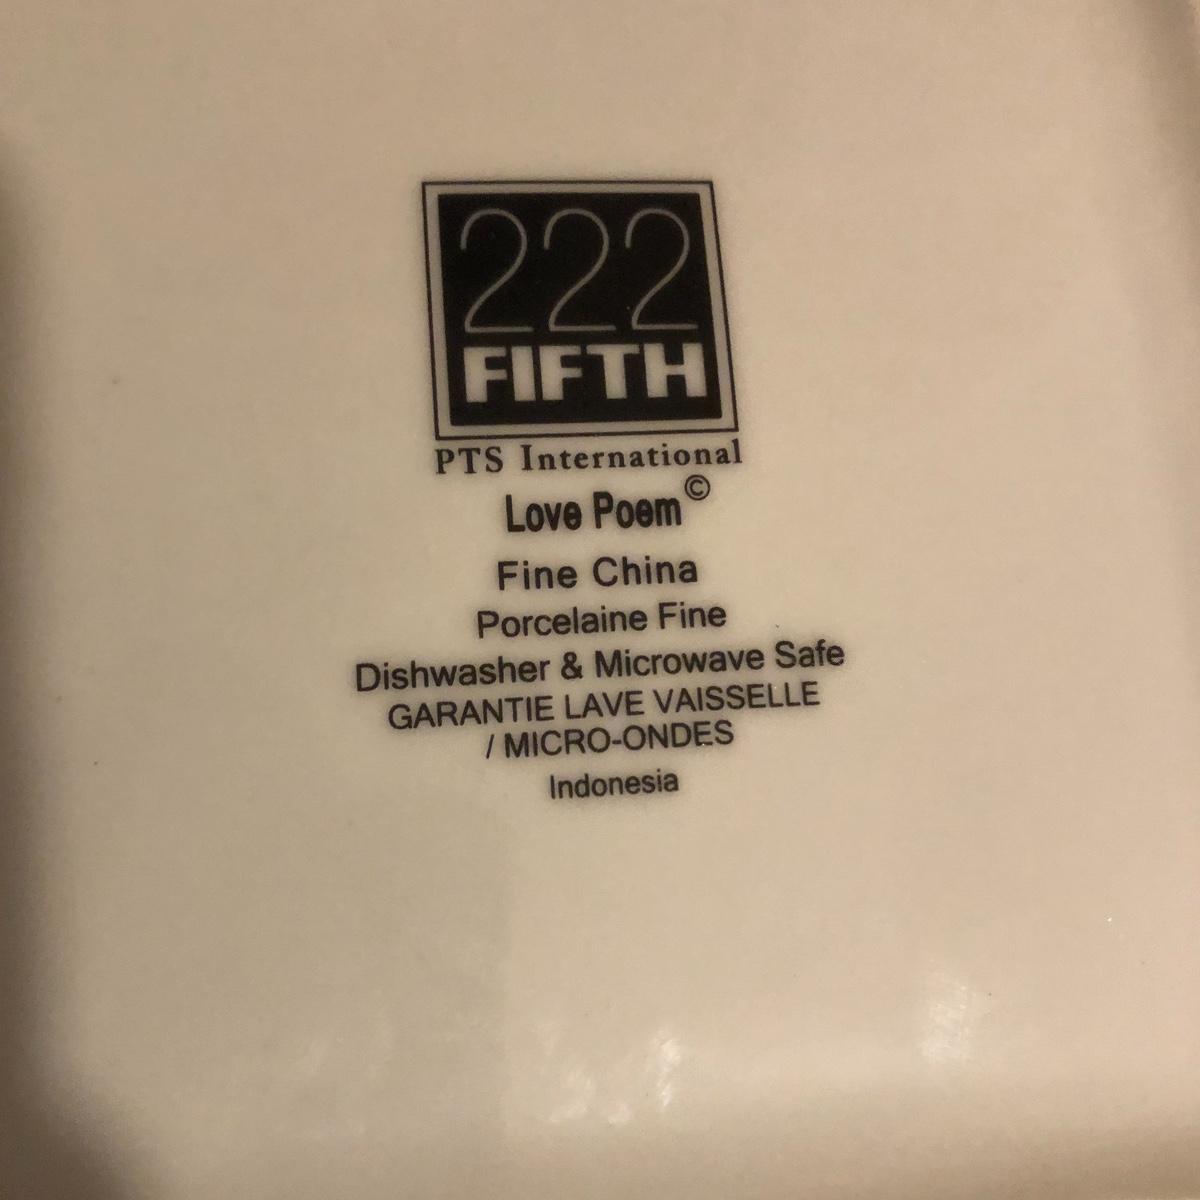 222
FIFTH
PTS International
Love Poem©
Fine China
Porcelaine Fine
Dishwasher & Microwave Safe
GARANTIE LAVE VAISSELLE
/ MICRO-ONDES
Indonesia